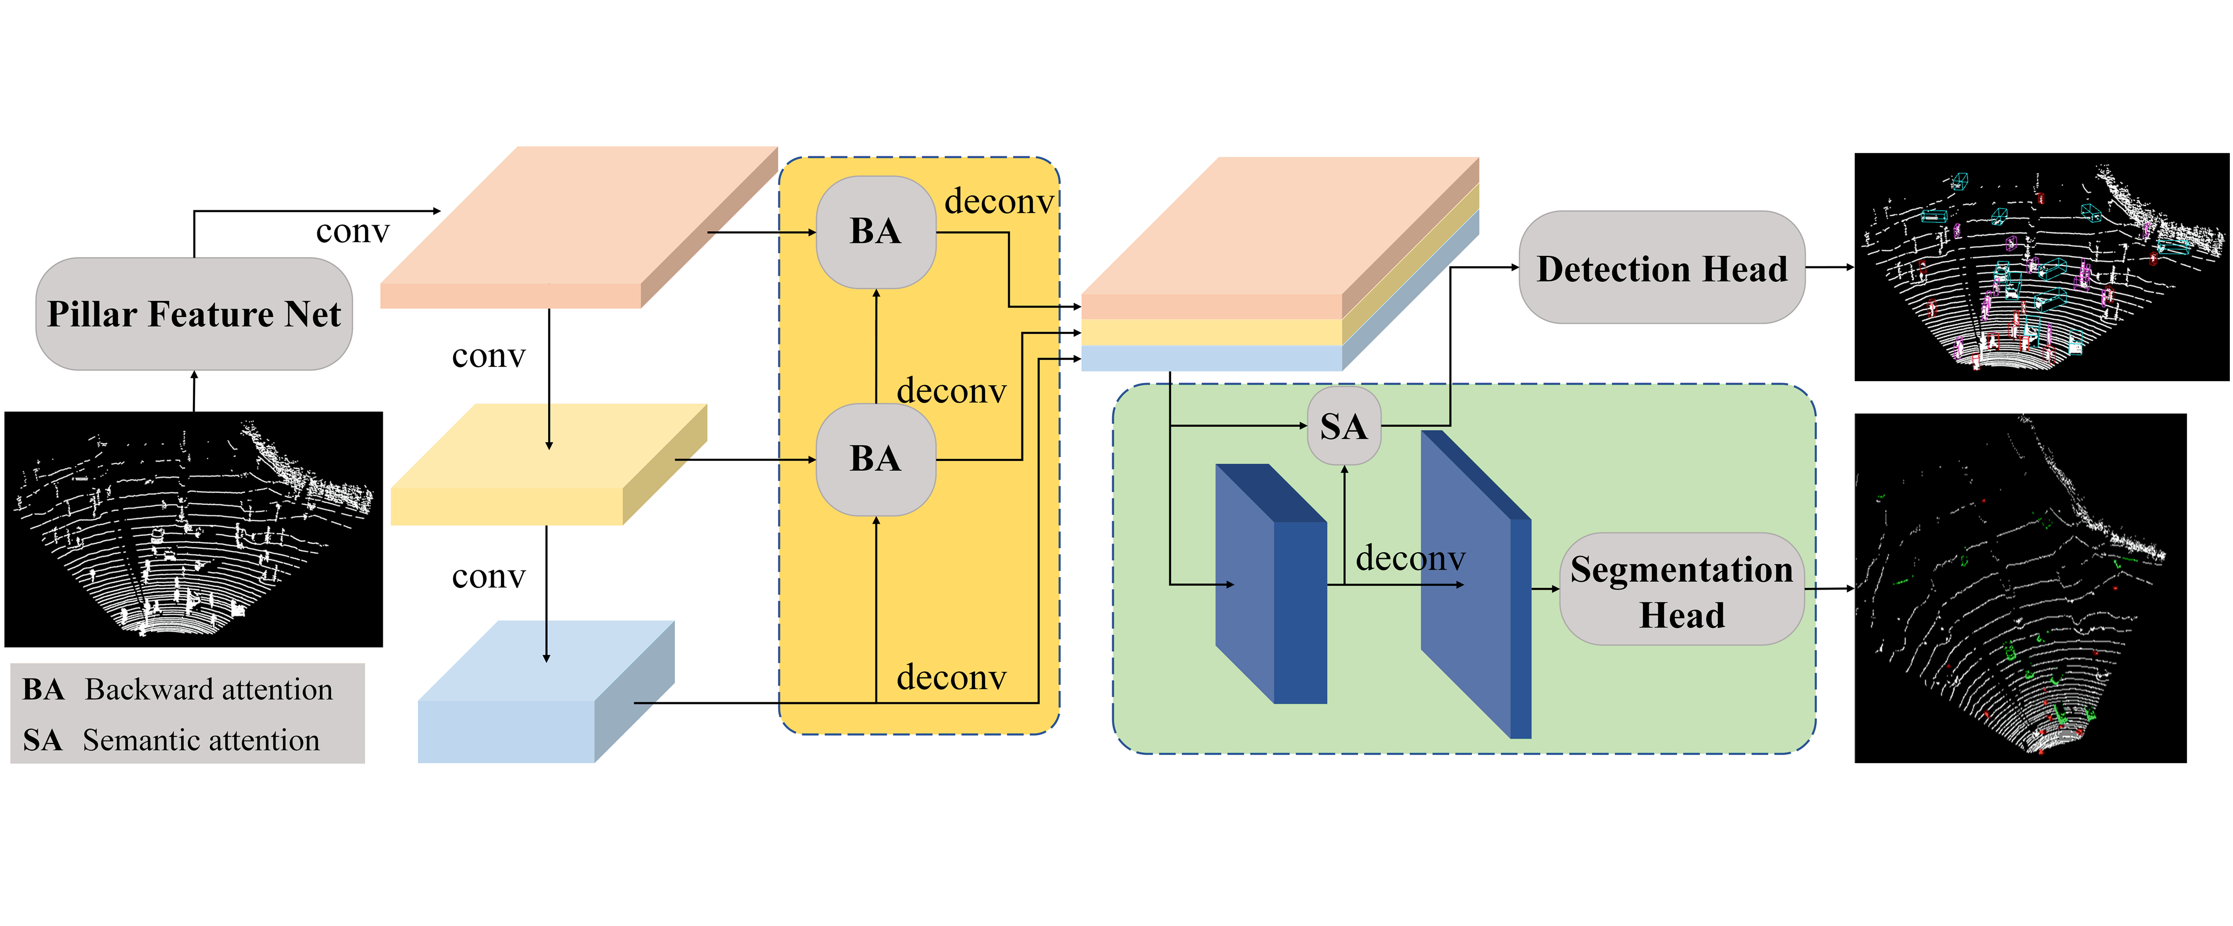 Pillar Feature Net
conv
conv
conv
BA
deconv
deconv
BA
deconv
SA
deconv
Detection Head
Segmentation
Head
BA Backward attention
SA Semantic attention